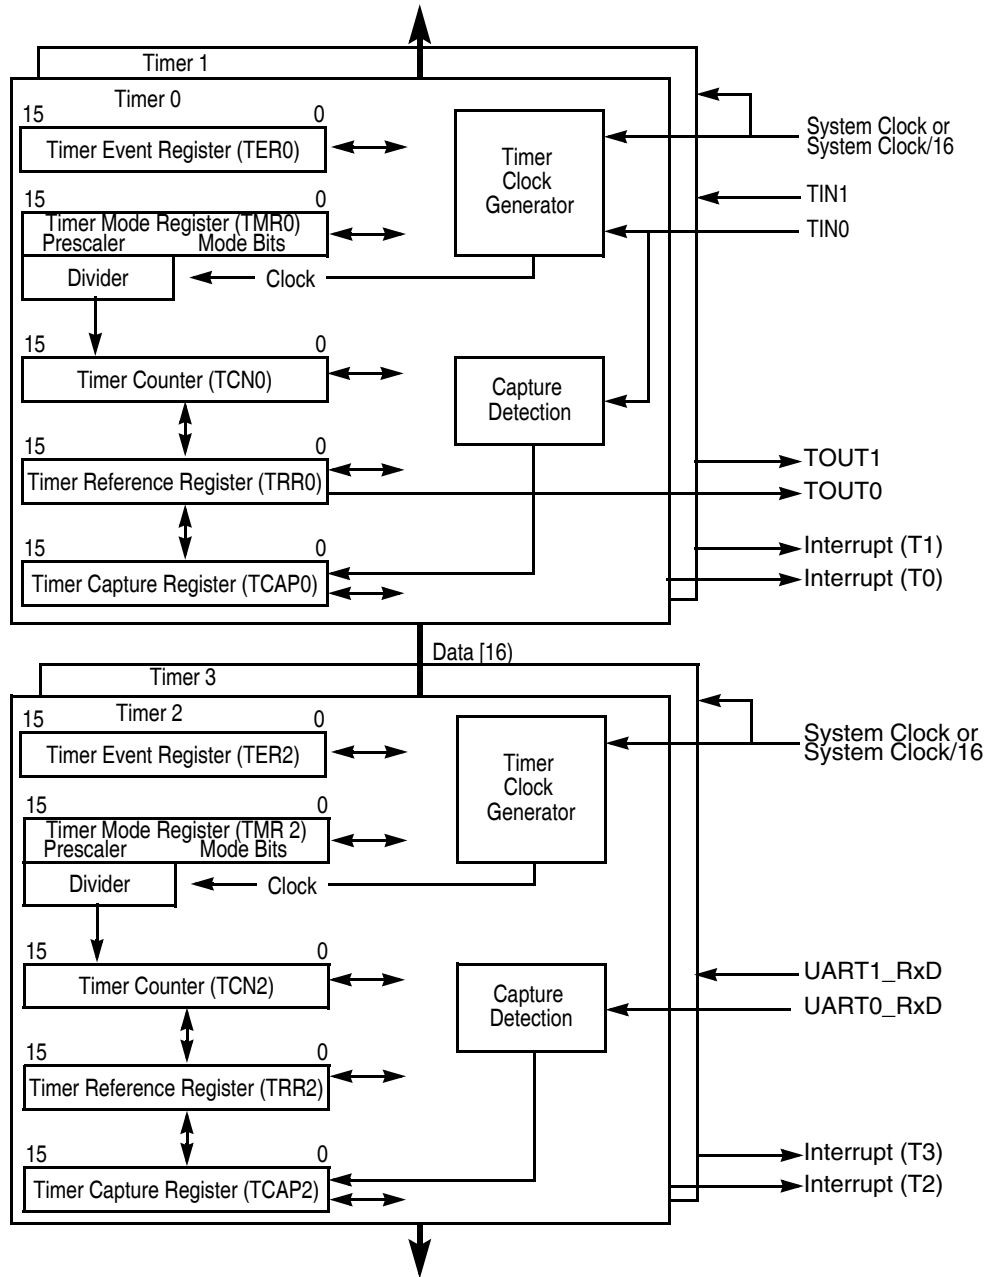 Timer 1
Timer 0
15 0
Timer Event Register (TER0)
15 0
Timer Mode Register (TMR0)
Prescaler Mode Bits
Divider
Clock
15 0
Timer Counter (TCN0)
15 0
Timer Reference Register (TRR0)
15 0
Timer Capture Register (TCAP0)
Timer
Clock
Generator
Capture
Detection
System Clock or
System Clock/16
TIN1
TIN0
TOUT1
TOUT0
Interrupt (T1)
Interrupt (T0)
Data [16)
Timer 3
Timer 2
15 0
Timer Event Register (TER2)
15 0
Timer Mode Register (TMR 2)
Prescaler Mode Bits
Divider
Clock
15 0
Timer Counter (TCN2)
15 0
Timer Reference Register (TRR2)
15 0
Timer Capture Register (TCAP2)
Timer
Clock
Generator
Capture
Detection
System Clock or
System Clock/16
UART1_RxD
UART0_RxD
Interrupt (T3)
Interrupt (T2)